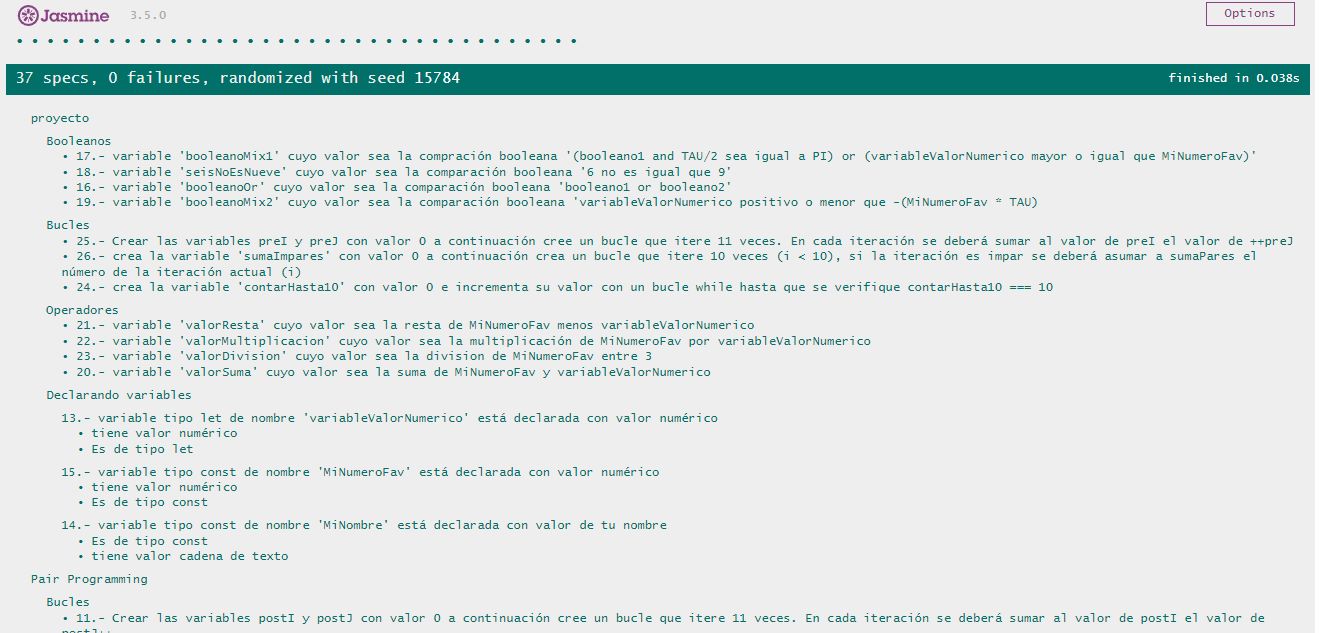 Jasmine 3.5.0 Options
• • • • • • • • • • • • • • • • • • • • • • • • • • • • • • • • • • • • •
37 specs, 0 failures, randomized with seed 15784 finished in 0.038s
proyecto
Booleanos
• 17.- variable 'booleanoMix1' cuyo valor sea la compración booleana '(booleano1 and TAU/2 sea igual a PI) or (variableValorNumerico mayor o igual que MiNumeroFav)'
• 18.- variable 'seisNoEsNueve' cuyo valor sea la comparación booleana '6 no es igual que 9'
• 16.- variable 'booleanoOr' cuyo valor sea la comparación booleana 'booleano1 or booleano2'
• 19.- variable 'booleanoMix2' cuyo valor sea la comparación booleana 'variableValorNumerico positivo o menor que -(MiNumeroFav * TAU)
Bucles
• 25.- Crear las variables preI y preJ con valor 0 a continuación cree un bucle que itere 11 veces. En cada iteración se deberá sumar al valor de preI el valor de ++preJ
• 26.- crea la variable 'sumaImpares' con valor 0 a continuación crea un bucle que itere 10 veces (i < 10), si la iteración es impar se deberá asumar a sumaPares el
número de la iteración actual (i)
• 24.- crea la variable 'contarHasta10' con valor 0 e incrementa su valor con un bucle while hasta que se verifique contarHasta10 === 10
Operadores
• 21.- variable 'valorResta' cuyo valor sea la resta de MiNumeroFav menos variableValorNumerico
• 22.- variable 'valorMultiplicacion' cuyo valor sea la multiplicación de MiNumeroFav por variableValorNumerico
• 23.- variable 'valorDivision' cuyo valor sea la division de MiNumeroFav entre 3
• 20.- variable 'valorSuma' cuyo valor sea la suma de MiNumeroFav y variableValorNumerico
Declarando variables
13.- variable tipo let de nombre 'variableValorNumerico' está declarada con valor numérico
• tiene valor numérico
• Es de tipo let
15.- variable tipo const de nombre 'MiNumeroFav' está declarada con valor numérico
• tiene valor numérico
• Es de tipo const
14.- variable tipo const de nombre 'MiNombre' está declarada con valor de tu nombre
• Es de tipo const
• tiene valor cadena de texto
Pair Programming
Bucles
• 11.- Crear las variables postI y postJ con valor 0 a continuación cree un bucle que itere 11 veces. En cada iteración se deberá sumar al valor de postI el valor de
postJ++